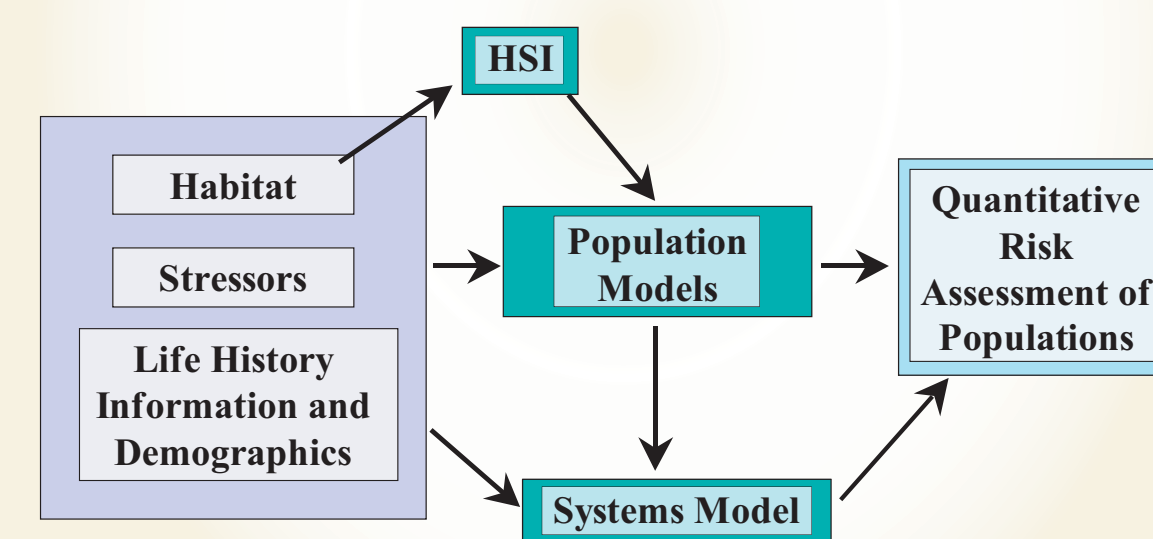 HSI
Habitat
Stressors
Life History
Information and
Demographics
Population
Models
Systems Model
Quantitative
Risk
Assessment of
Populations